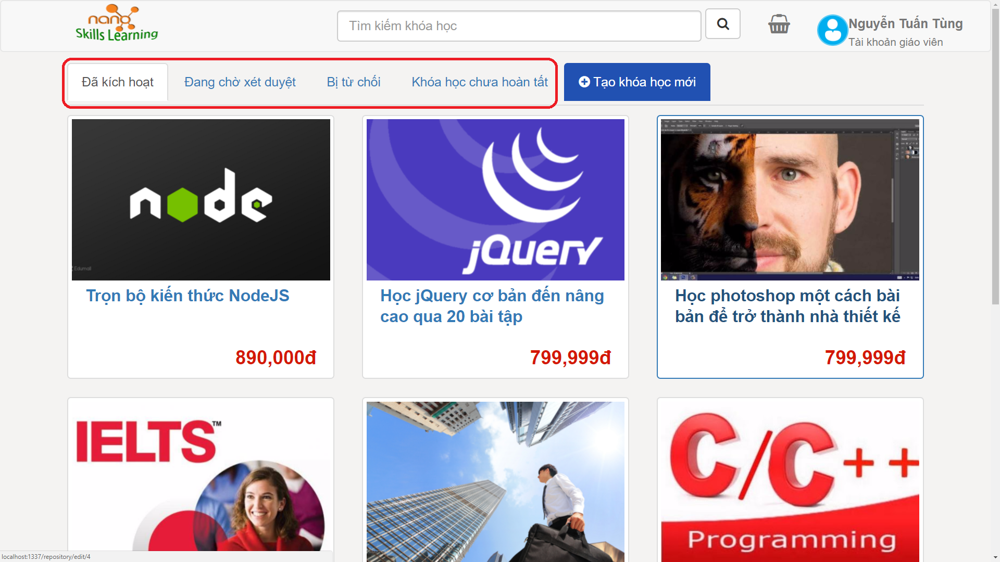 nano
Skills Learning
Tìm kiếm khóa học
Nguyễn Tuấn Tùng
Tài khoản giáo viên
Đã kích hoạt
Đang chờ xét duyệt
Bị từ chối
Khóa học chưa hoàn tất
Tạo khóa học mới
node
Edumall
jQuery
Trọn bộ kiến thức NodeJS
Học jQuery cơ bản đến nâng
cao qua 20 bài tập
Học photoshop một cách bài
bản để trở thành nhà thiết kế
890,000đ
799,999đ
799,999đ
IELTS™
C/C++
Programming
localhost:1337/repository/edit/4